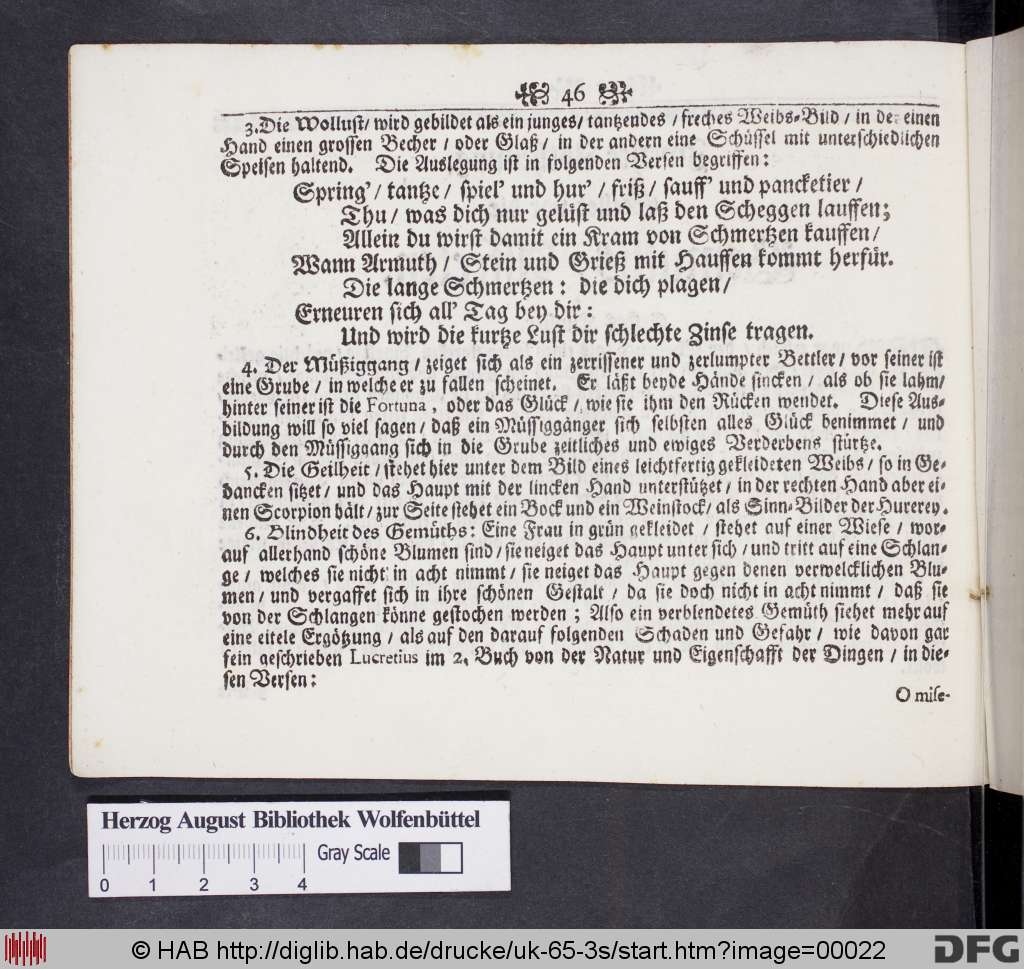 46
3. Die Wollust/ wird gebildet als ein junges/ tantzendes / freches Weibs-Bild / in der einen
Hand einen grossen Becher / oder Glaß / in der andern eine Schüssel mit unterschiedlichen
Speisen haltend. Die Auslegung ist in folgenden Versen begriffen:
Spring' / tantze / spiel' und hur' / friß / sauff' und pancketier /
Thu / was dich nur gelüst und laß den Scheggen lauffen;
Allein du wirst damit ein Kram von Schmertzen kauffen /
Wann Armuth / Stein und Grieß mit Hauffen kommt herfür.
Die lange Schmertzen: die dich plagen /
Erneuren sich all' Tag bey dir:
Und wird die kurtze Lust dir schlechte Zinse tragen.
4. Der Müßiggang / zeiget sich als ein zerrissener und zerlumpter Bettler / vor seiner ist
eine Grube / in welche er zu fallen scheinet. Er läßt beyde Hände sincken / als ob sie lahm/
hinter seiner ist die Fortuna, oder das Glück / wie sie ihm den Rücken wendet. Diese Aus-
bildung will so viel sagen / daß ein Müssiggänger sich selbsten alles Glück benimmet / und
durch den Müssiggang sich in die Grube zeitliches und ewiges Verderbens stürtze.
5. Die Geilheit / stehet hier unter dem Bild eines leichtfertig gekleideten Weibs / so in Ge-
dancken sitzet / und das Haupt mit der lincken Hand unterstützet / in der rechten Hand aber ei-
nen Scorpion hält / zur Seite stehet ein Bock und ein Weinstock / als Sinn-Bilder der Hurerey.
6. Blindheit des Gemüths: Eine Frau in grün gekleidet / stehet auf einer Wiese / wor-
auf allerhand schöne Blumen sind / sie neiget das Haupt unter sich / und tritt auf eine Schlan-
ge / welches sie nicht in acht nimmt / sie neiget das Haupt gegen denen verwelcklichen Blu-
men / und vergaffet sich in ihre schönen Gestalt / da sie doch nicht in acht nimmt / daß sie
von der Schlangen könne gestochen werden; Also ein verblendetes Gemüth siehet mehr auf
eine eitele Ergötzung / als auf den darauf folgenden Schaden und Gefahr / wie davon gar
fein geschrieben Lucretius im 2. Buch von der Natur und Eigenschafft der Dingen / in die-
sen Versen:
O mise-
Herzog August Bibliothek Wolfenbüttel
Gray Scale
0 1 2 3 4
© HAB http://diglib.hab.de/drucke/uk-65-3s/start.htm?image=00022
DFG